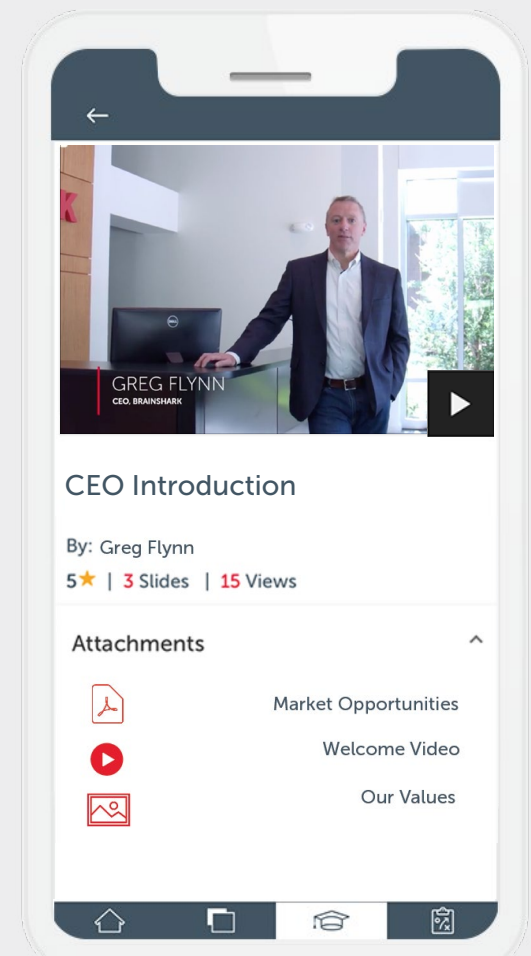 K
GREG FLYNN
CEO, BRAINSHARK
CEO Introduction
By: Greg Flynn
5★ | 3 Slides | 15 Views
Attachments
Market Opportunities
Welcome Video
Our Values